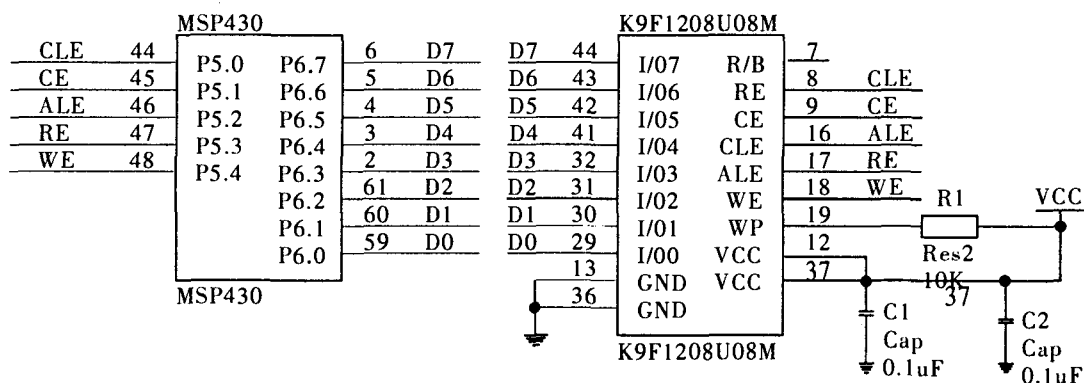 MSP430 K9F1208U08M
CLE 44 P5.0 P6.7 6 D7 D7 44 I/07 R/B 7
CE 45 P5.1 P6.6 5 D6 D6 43 I/06 RE 8 CLE
ALE 46 P5.2 P6.5 4 D5 D5 42 I/05 CE 9 CE
RE 47 P5.3 P6.4 3 D4 D4 41 I/04 CLE 16 ALE
WE 48 P5.4 P6.3 2 D3 D3 32 I/03 ALE 17 RE
P6.2 61 D2 D2 31 I/02 WE 18 WE
P6.1 60 D1 D1 30 I/01 WP 19 R1 VCC
P6.0 59 D0 D0 29 I/00 VCC 12 Res2
13 GND VCC 37 10K
36 GND 37
MSP430 K9F1208U08M
C1
Cap
0.1uF
C2
Cap
0.1uF